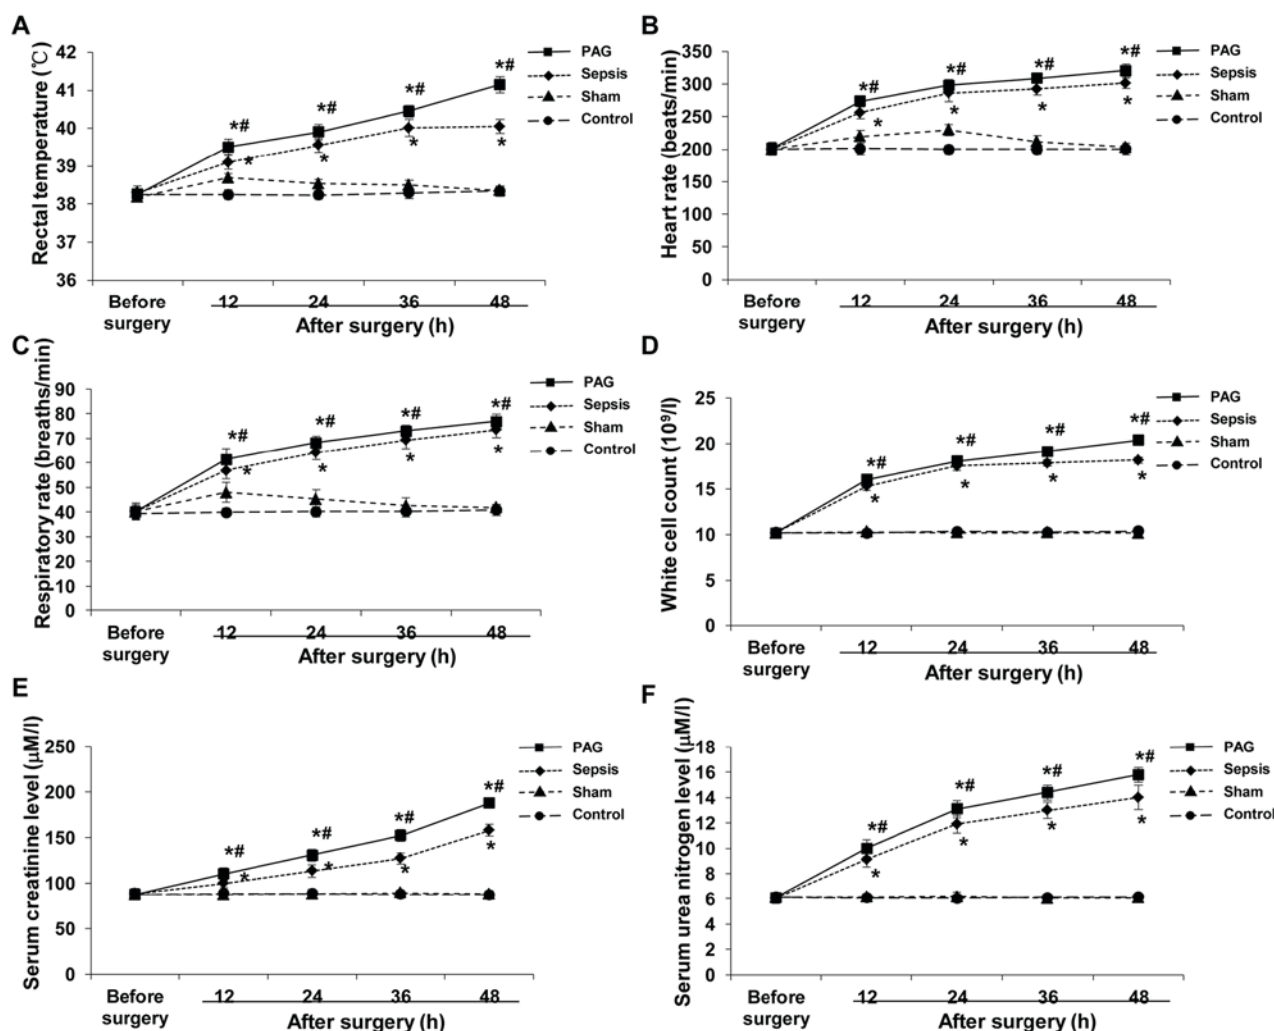 A
Rectal temperature (℃)
42
41
40
39
38
37
36
*#
*#
*#
*#
*
*
*
*
PAG
Sepsis
Sham
Control
Before
surgery
12
24
36
48
After surgery (h)
B
Heart rate (beats/min)
350
300
250
200
150
100
50
0
*#
*#
*#
*#
*
*
*
*
PAG
Sepsis
Sham
Control
Before
surgery
12
24
36
48
After surgery (h)
C
Respiratory rate (breaths/min)
90
80
70
60
50
40
30
20
10
0
*#
*#
*#
*#
*
*
*
*
PAG
Sepsis
Sham
Control
Before
surgery
12
24
36
48
After surgery (h)
D
White cell count (10⁹/l)
25
20
15
10
5
0
*#
*#
*#
*#
*
*
*
*
PAG
Sepsis
Sham
Control
Before
surgery
12
24
36
48
After surgery (h)
E
Serum creatinine level (μM/l)
250
200
150
100
50
0
*#
*#
*#
*#
*
*
*
*
PAG
Sepsis
Sham
Control
Before
surgery
12
24
36
48
After surgery (h)
F
Serum urea nitrogen level (μM/l)
18
16
14
12
10
8
6
4
2
0
*#
*#
*#
*#
*
*
*
*
PAG
Sepsis
Sham
Control
Before
surgery
12
24
36
48
After surgery (h)